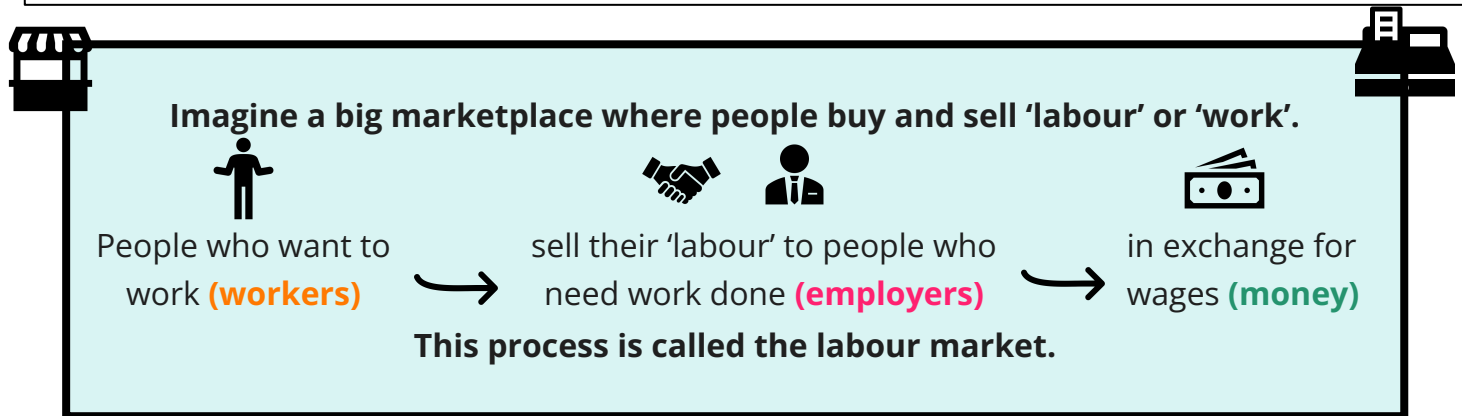 Imagine a big marketplace where people buy and sell ‘labour’ or ‘work’.
People who want to
work (workers)
sell their ‘labour’ to people who
need work done (employers)
in exchange for
wages (money)
This process is called the labour market.